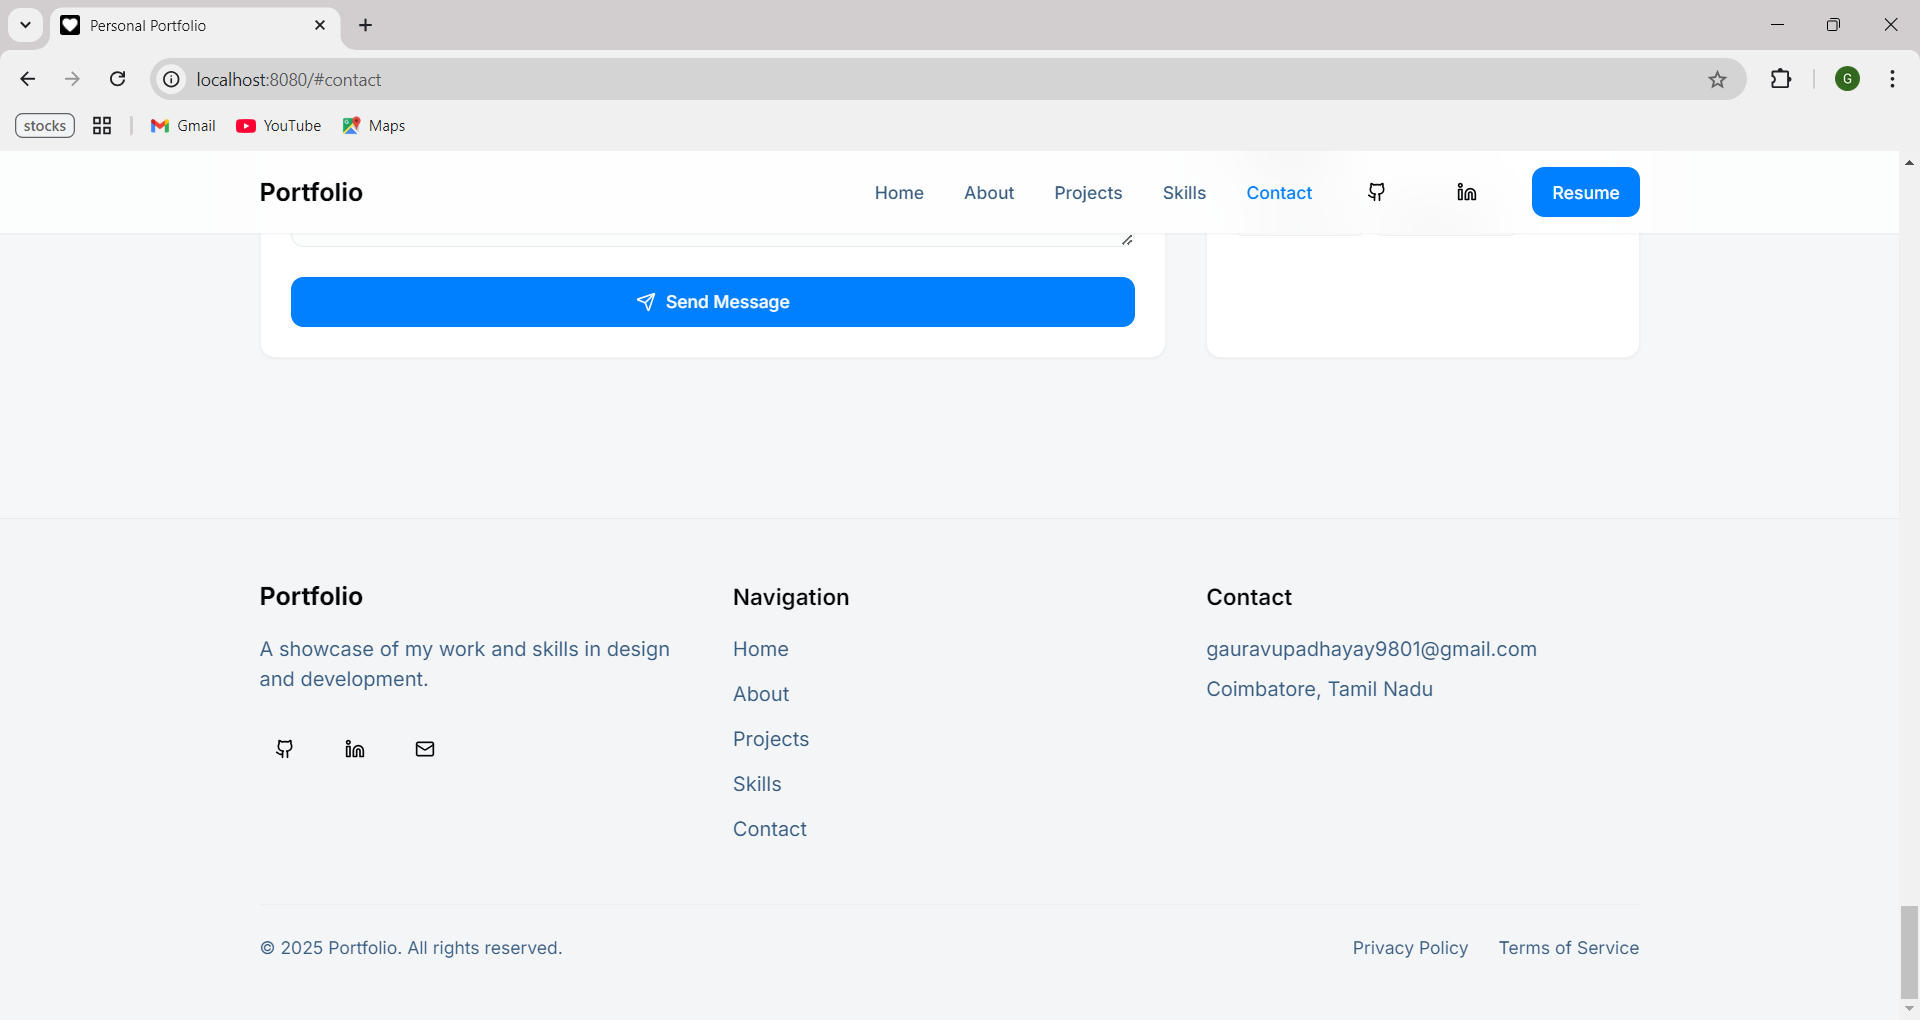 Personal Portfolio
localhost:8080/#contact
G
stocks
Gmail
YouTube
Maps
Portfolio
Home
About
Projects
Skills
Contact
Resume
Send Message
Portfolio
A showcase of my work and skills in design
and development.
Navigation
Home
About
Projects
Skills
Contact
Contact
gauravupadhayay9801@gmail.com
Coimbatore, Tamil Nadu
© 2025 Portfolio. All rights reserved.
Privacy Policy
Terms of Service